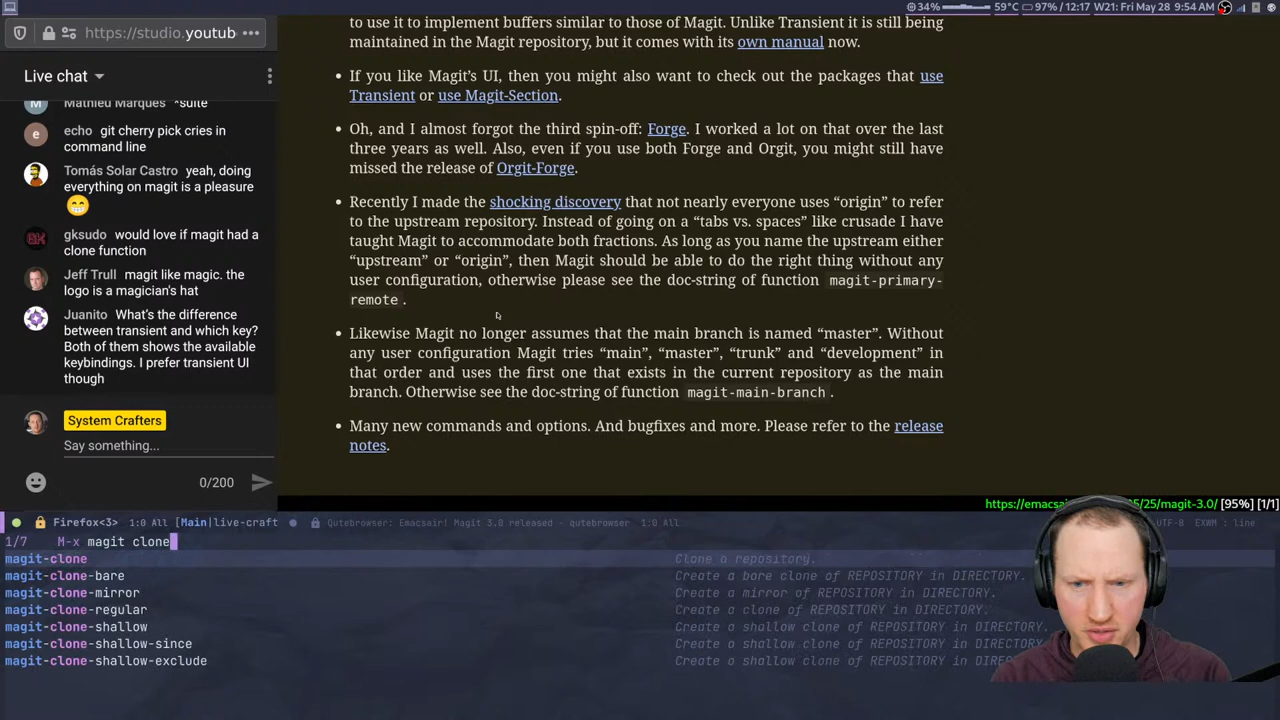 34% 59°C 97% / 12:17 W21: Fri May 28 9:54 AM
https://studio.youtub
Live chat
Mathieu Marques *suite
echo git cherry pick cries in
command line
Tomás Solar Castro yeah, doing
everything on magit is a pleasure
gksudo would love if magit had a
clone function
Jeff Trull magit like magic. the
logo is a magician's hat
Juanito What's the difference
between transient and which key?
Both of them shows the available
keybindings. I prefer transient UI
though
System Crafters
Say something...
0/200
to use it to implement buffers similar to those of Magit. Unlike Transient it is still being
maintained in the Magit repository, but it comes with its own manual now.
• If you like Magit’s UI, then you might also want to check out the packages that use
Transient or use Magit-Section.
• Oh, and I almost forgot the third spin-off: Forge. I worked a lot on that over the last
three years as well. Also, even if you use both Forge and Orgit, you might still have
missed the release of Orgit-Forge.
• Recently I made the shocking discovery that not nearly everyone uses “origin” to refer
to the upstream repository. Instead of going on a “tabs vs. spaces” like crusade I have
taught Magit to accommodate both fractions. As long as you name the upstream either
“upstream” or “origin”, then Magit should be able to do the right thing without any
user configuration, otherwise please see the doc-string of function magit-primary-
remote.
• Likewise Magit no longer assumes that the main branch is named “master”. Without
any user configuration Magit tries “main”, “master”, “trunk” and “development” in
that order and uses the first one that exists in the current repository as the main
branch. Otherwise see the doc-string of function magit-main-branch.
• Many new commands and options. And bugfixes and more. Please refer to the release
notes.
https://emacsair. 5/25/magit-3.0/ [95%] [1/1]
Firefox<3> 1:0 All [Main|live-craft
Qutebrowser: Emacsair! Magit 3.0 released - qutebrowser 1:0 All
UTF-8 EXWM : line
1/7 M-x magit clone
magit-clone Clone a repository.
magit-clone-bare Create a bare clone of REPOSITORY in DIRECTORY.
magit-clone-mirror Create a mirror of REPOSITORY in DIRECTORY.
magit-clone-regular Create a clone of REPOSITORY in DIRECTORY.
magit-clone-shallow Create a shallow clone of REPOSITORY in DIRECTORY.
magit-clone-shallow-since Create a shallow clone of REPOSITORY in DIRECTORY.
magit-clone-shallow-exclude Create a shallow clone of REPOSITORY in